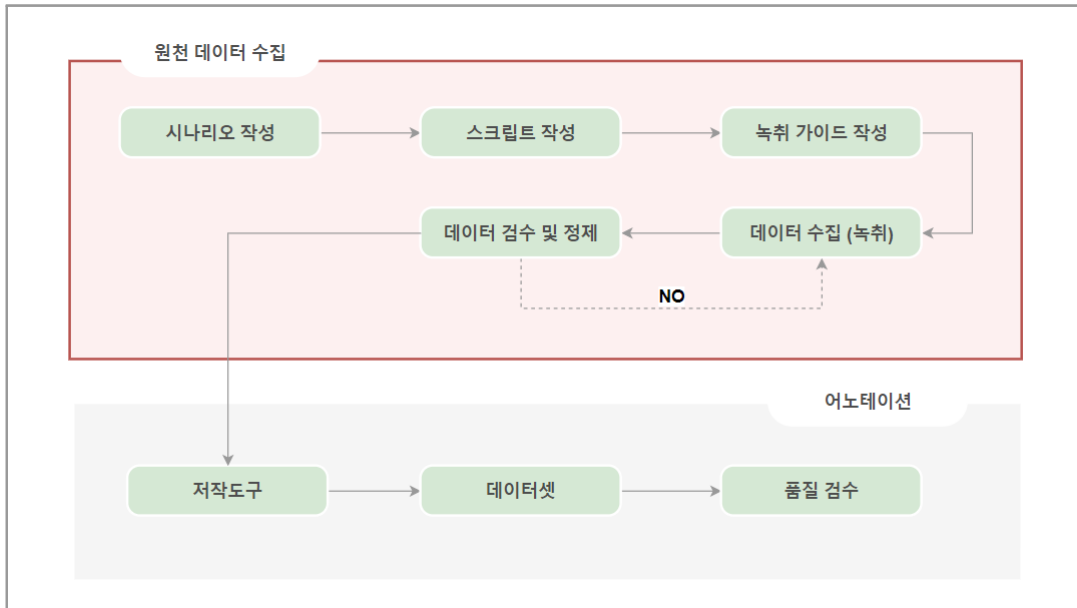 원천 데이터 수집
시나리오 작성
스크립트 작성
녹취 가이드 작성
데이터 검수 및 정제
데이터 수집 (녹취)
NO
어노테이션
저작도구
데이터셋
품질 검수